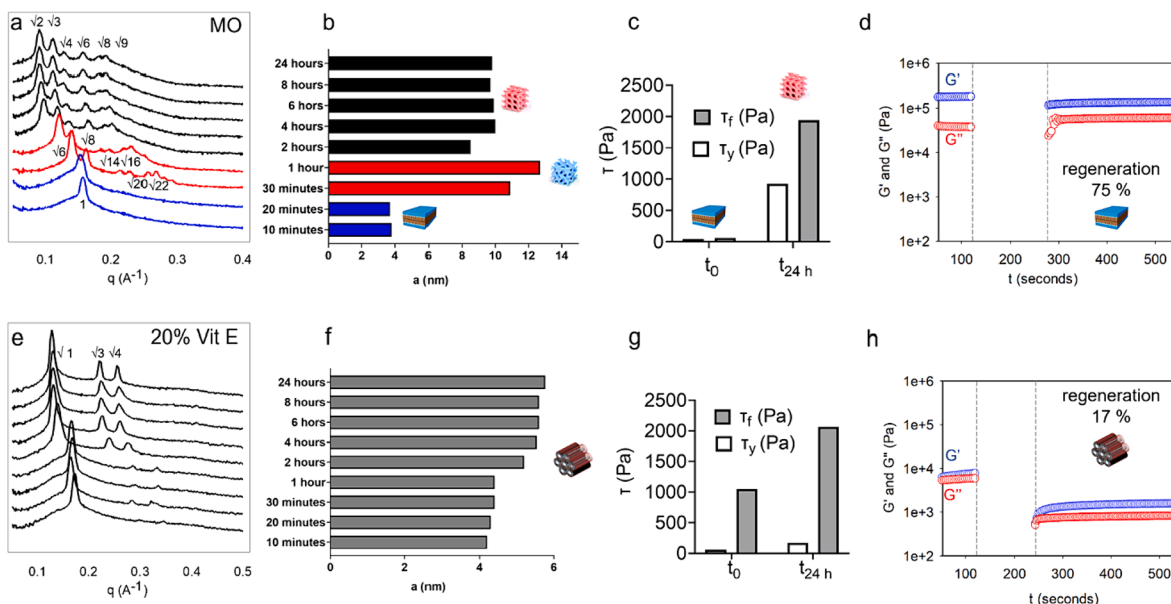 a
MO
√2 √3
√4 √6 √8 √9
√8
√6
√14 √16
√20 √22
1
0.1 0.2 0.3 0.4
q (A-1)
b
24 hours
8 hours
6 hors
4 hours
2 hours
1 hour
30 minutes
20 minutes
10 minutes
0 2 4 6 8 10 12 14
a (nm)
c
2500
2000
1500
1000
500
0
τ (Pa)
τf (Pa)
τy (Pa)
t0 t24 h
d
1e+6
1e+5
1e+4
1e+3
1e+2
G' and G'' (Pa)
G'
G''
regeneration
75 %
100 200 300 400 500
t (seconds)
e
20% Vit E
√ 1 √3 √4
0.1 0.2 0.3 0.4 0.5
q (A-1)
f
24 hours
8 hours
6 hors
4 hours
2 hours
1 hour
30 minutes
20 minutes
10 minutes
0 2 4 6
a (nm)
g
2500
2000
1500
1000
500
0
τ (Pa)
τf (Pa)
τy (Pa)
t0 t24 h
h
1e+6
1e+5
1e+4
1e+3
1e+2
G' and G'' (Pa)
G'
G''
regeneration
17 %
100 200 300 400 500
t (seconds)